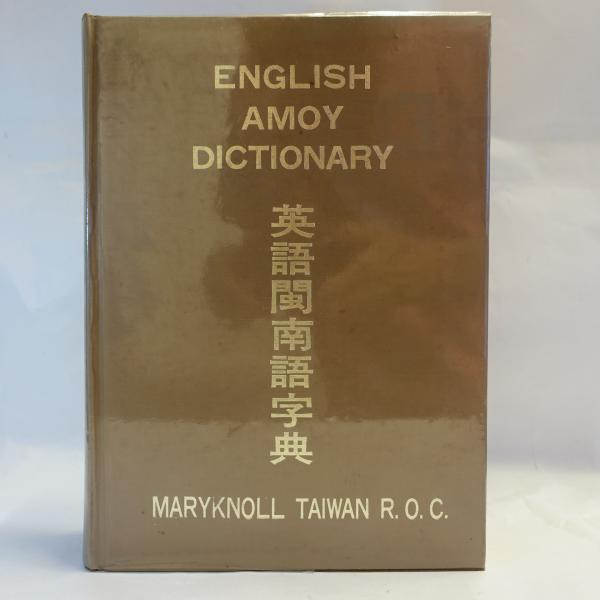 ENGLISH
AMOY
DICTIONARY
英語閩南語字典
MARYKNOLL TAIWAN R.O.C.